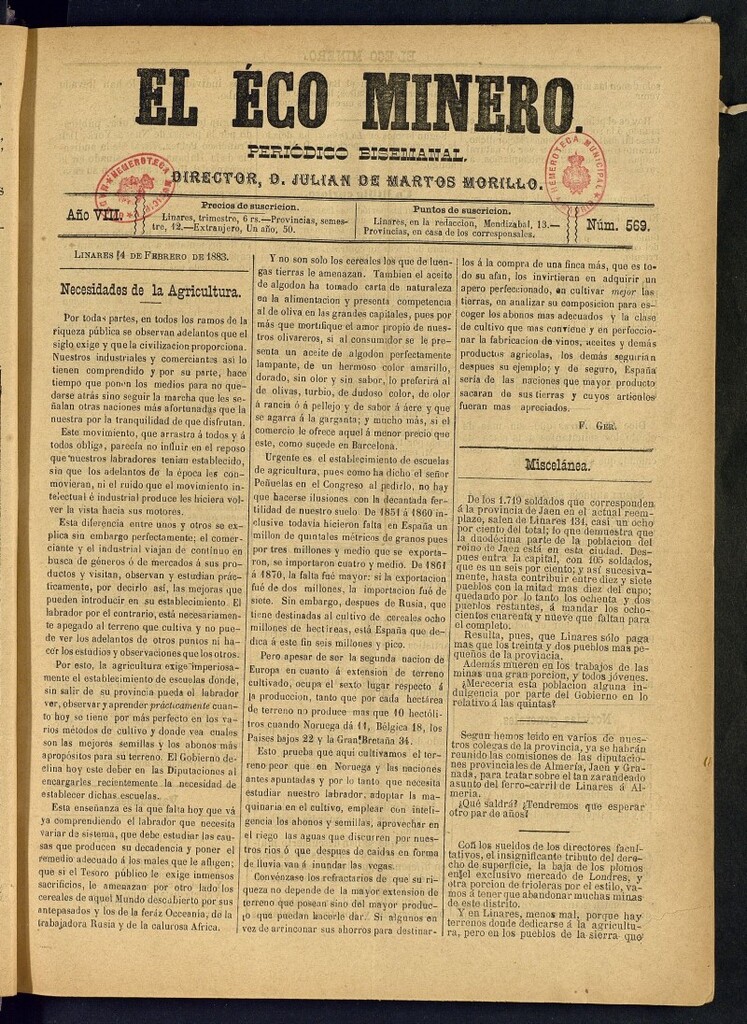 EL ÉCO MINERO.
PERIÓDICO BISEMANAL.
DIRECTOR, D. JULIAN DE MARTOS MORILLO.
HEMEROTECA MUNICIPAL
HEMEROTECA MUNICIPAL
Año VIII.
Precios de suscricion.
Linares, trimestre, 6 rs.—Provincias, semes-
tre, 12.—Extranjero, Un año, 50.
Puntos de suscricion.
Linares, en la redaccion, Mendizabal, 13.—
Provincias, en casa de los corresponsales.
Núm. 569.
LINARES 14 DE FEBRERO DE 1883.
Necesidades de la Agricultura.
Por todas partes, en todos los ramos de la
riqueza pública se observan adelantos que el
siglo exige y que la civilizacion proporciona.
Nuestros industriales y comerciantes así lo
tienen comprendido y por su parte, hace
tiempo que ponen los medios para no que-
darse atrás sino seguir la marcha que les se-
ñalan otras naciones más afortunadas que la
nuestra por la tranquilidad de que disfrutan.
Este movimiento, que arrastra á todos y á
todos obliga, parecía no influir en el reposo
que nuestros labradores tenian establecido,
sin que los adelantos de la época les con-
movieran, ni el ruido que el movimiento in-
telectual é industrial produce les hiciera volver
la vista hacia sus motores.
Esta diferencia entre unos y otros se ex-
plica sin embargo perfectamente; el comer-
ciante y el industrial viajan de contínuo en
busca de géneros ó de mercados á sus pro-
ductos y visitan, observan y estudian prác-
ticamente, por decirlo así, las mejoras que
pueden introducir en su establecimiento. El
labrador por el contrario, está necesariamen-
te apegado al terreno que cultiva y no pue-
de ver los adelantos de otros puntos ni ha-
cer los estudios y observaciones que los otros.
Por esto, la agricultura exige imperiosa-
mente el establecimiento de escuelas donde,
sin salir de su provincia pueda el labrador
ver, observar y aprender prácticamente cuan-
to hoy se tiene por más perfecto en los va-
rios métodos de cultivo y donde vea cuales
son las mejores semillas y los abonos más
apropósito para su terreno. El Gobierno de-
elina hoy este deber en las Diputaciones al
encargarles recientemente la necesidad de
establecer dichas escuelas.
Esta enseñanza es la que falta hoy que vá
ya comprendiendo el labrador que necesita
variar de sistema, que debe estudiar las cau-
sas que producen su decadencia y poner el
remedio adecuado á los males que le afligen;
que si el Tesoro público le exige inmensos
sacrificios, le amenazan por otro lado los
cereales de aquel Mundo descubierto por sus
antepasados y los de la feráz Occeania, de la
trabajadora Rusia y de la calurosa Africa.
Y no son solo los cereales los que de luen-
gas tierras le amenazan. Tambien el aceite
de algodon ha tomado carta de naturaleza
en la alimentacion y presenta competencia
al de oliva en las grandes capitales, pues por
más que mortifique el amor propio de nues-
tros olivareros, si al consumidor se le pre-
senta un aceite de algodon perfectamente
lampante, de un hermoso color amarillo,
dorado, sin olor y sin sabor, lo preferirá al
de olivas, turbio, de dudoso color, de olor
á rancia ó á pellejo y de sabor á acre y que
se agarra á la garganta; y mucho más, si el
comercio le ofrece aquel á menor precio que
este, como sucede en Barcelona.
Urgente es el establecimiento de escuelas
de agricultura, pues como ha dicho el señor
Peñuelas en el Congreso al pedirlo, no hay
que hacerse ilusiones con la decantada fer-
tilidad de nuestro suelo. De 1851 á 1860
inclusive todavia hicieron falta en España un
millon de quintales métricos de granos pues
por tres millones y medio que se exporta-
ron, se importaron cuatro y medio. De 1861
á 1870, la falta fué mayor: si la exportacion
fué de dos millones, la importacion fué de
siete. Sin embargo, despues de Rusia, que
tiene destinadas al cultivo de cereales ocho
millones de hectáreas, está España que de-
dica á este fin seis millones y pico.
Pero apesar de ser la segunda nacion de
Europa en cuanto á extension de terreno
cultivado, ocupa el sexto lugar respectó á
la produccion, tanto que por cada hectárea
de terreno no produce mas que 10 hectóli-
tros cuando Noruega dá 11, Bélgica 18, los
Paises bajos 22 y la Gran Bretaña 34.
Esto prueba que aqui cultivamos el ter-
reno peor que en Noruega y las naciones
antes apuntadas y por lo tanto que necesita
estudiar nuestro labrador, adoptar la ma-
quinaria en el cultivo, emplear con inteligen-
cia los abonos y semillas, aprovechar en
el riego las aguas que discurren por nues-
tros rios ó que despues de caidas en forma
de lluvia van á inundar las vegas.
Convénzase los refractarios de que su ri-
queza no depende de la mayor extension de
terreno que posean sino del mayor produc-
to que puedan hacerle dar. Si algunos en
vez de arrinconar sus ahorros para destinar-
los á la compra de una finca más, que es to-
do su afan, los invirtieran en adquirir un
apero perfeccionado, en cultivar mejor las
tierras, en analizar su composicion para es-
coger los abonos mas adecuados y la clase
de cultivo que mas conviene y en perfeccio-
nar la fabricacion de vinos, aceites y demás
productos agrícolas, los demás seguirian
despues su ejemplo; y de seguro, España
sería de las naciones que mayor producto
sacaran de sus tierras y cuyos artículos
fueran mas apreciados.
F. GER.
Miscelánea.
De los 1.719 soldados que corresponden
á la provincia de Jaen en el actual reem-
plazo, salen de Linares 134, casi un ocho
por ciento del total; lo que demuestra que
la duodécima parte de la poblacion del
reino de Jaen está en esta ciudad. Des-
pues entra la capital, con 105 soldados,
que es un seis por ciento; y así sucesiva-
mente, hasta contribuir entre diez y siete
pueblos con la mitad mas diez del cupo;
quedando por lo tanto los ochenta y dos
pueblos restantes, á mandar los ocho-
cientos cuarenta y nueve que faltan para
el completo.
Resulta, pues, que Linares sólo paga
mas que los treinta y dos pueblos mas pe-
queños de la provincia.
Además mueren en los trabajos de las
minas una gran porcion, y todos jóvenes.
¿Mereceria esta poblacion alguna in-
dulgencia por parte del Gobierno en lo
relativo á las quintas?
Segun hemos leido en varios de nues-
tros colegas de la provincia, ya se habrán
reunido las comisiones de las diputacio-
nes provinciales de Almería, Jaen y Gra-
nada, para tratar sobre el tan zarandeado
asunto del ferro-carril de Linares á Al-
mería.
¿Qué saldrá? ¿Tendremos que esperar
otro par de años?
Con los sueldos de los directores facul-
tativos, el insignificante tributo del dere-
cho de superficie, la baja de los plomos
en el exclusivo mercado de Londres, y
otra porcion de frioleras por el estilo, va-
mos á tener que abandonar muchas minas
de este distrito.
Y en Linares, menos mal, porque hay
terrenos donde dedicarse á la agricultu-
ra, pero en los pueblos de la sierra que